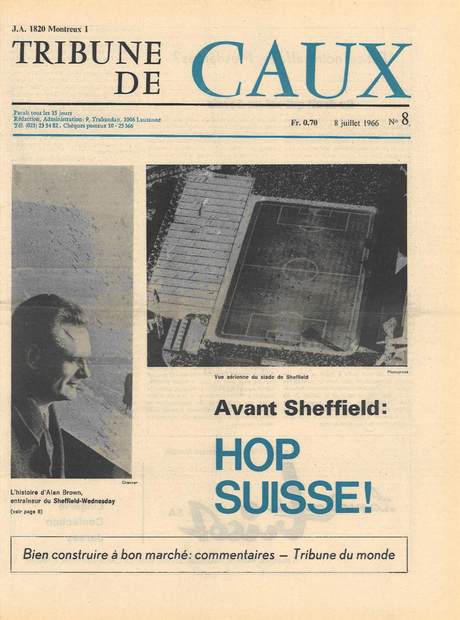 J.A. 1820 Montreux 1
TRIBUNE
DE
CAUX
Paraît tous les 15 jours
Rédaction, Administration: 9, Trabandan, 1006 Lausanne
Tél. (021) 23 54 82. Chèques postaux 10 - 25 366
Fr. 0.70
8 juillet 1966
N° 8
Photopress
Vue aérienne du stade de Sheffield
Avant Sheffield:
HOP
SUISSE!
L'histoire d'Alan Brown,
entraîneur du Sheffield-Wednesday
(voir page 8)
Bien construire à bon marché: commentaires – Tribune du monde